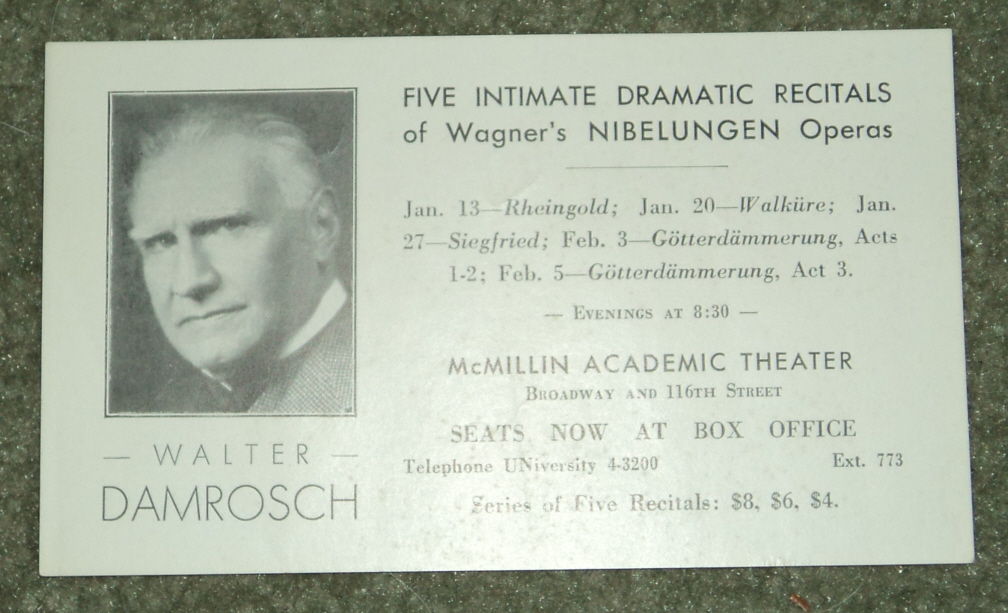 FIVE INTIMATE DRAMATIC RECITALS
of Wagner's NIBELUNGEN Operas
Jan. 13—Rheingold; Jan. 20—Walküre; Jan.
27—Siegfried; Feb. 3—Götterdämmerung, Acts
1-2; Feb. 5—Götterdämmerung, Act 3.
— Evenings at 8:30 —
McMILLIN ACADEMIC THEATER
Broadway and 116th Street
SEATS NOW AT BOX OFFICE
Telephone UNiversity 4-3200 Ext. 773
Series of Five Recitals: $8, $6, $4.
— WALTER —
DAMROSCH